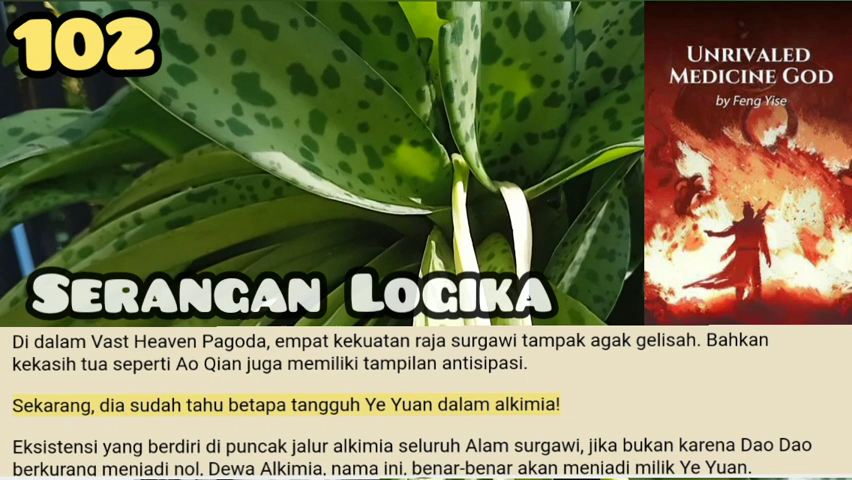 102
UNRIVALED
MEDICINE GOD
by Feng Yise
SERANGAN LOGIKA
Di dalam Vast Heaven Pagoda, empat kekuatan raja surgawi tampak agak gelisah. Bahkan
kekasih tua seperti Ao Qian juga memiliki tampilan antisipasi.
Sekarang, dia sudah tahu betapa tangguh Ye Yuan dalam alkimia!
Eksistensi yang berdiri di puncak jalur alkimia seluruh Alam surgawi, jika bukan karena Dao Dao
berkurang menjadi nol, Dewa Alkimia, nama ini, benar-benar akan menjadi milik Ye Yuan.